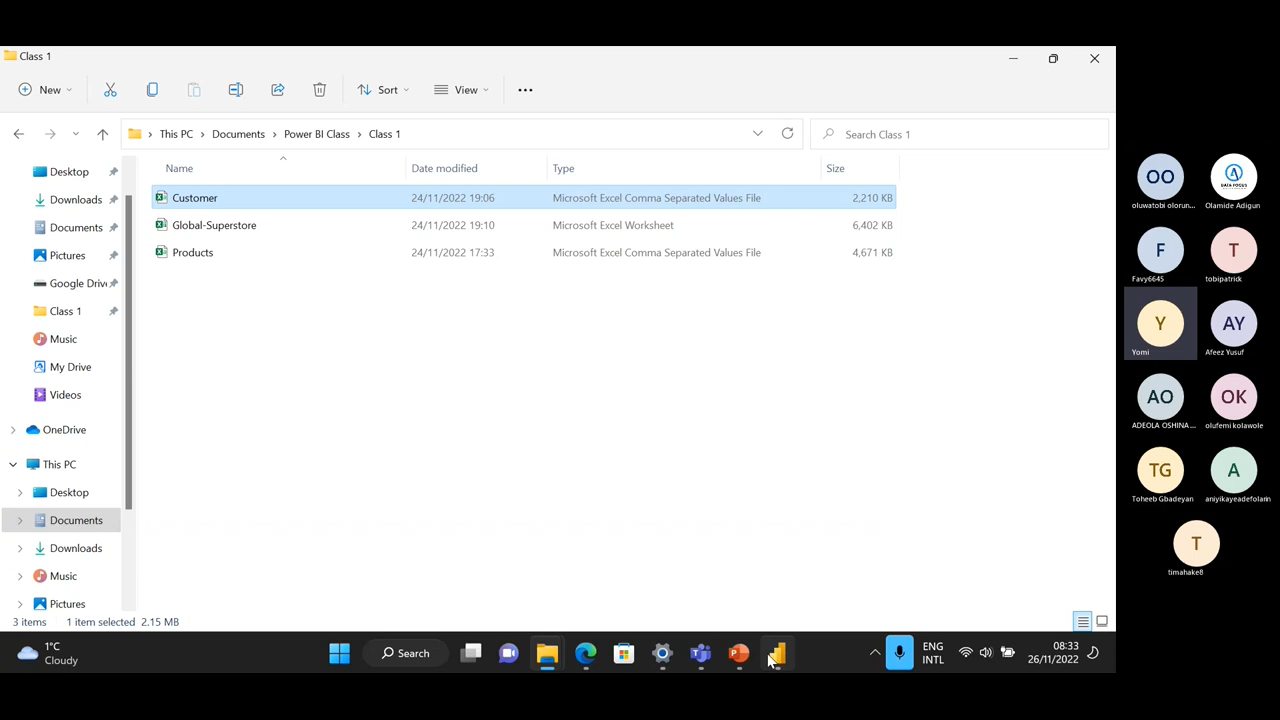 Class 1
New
Sort
View
This PC
Documents
Power BI Class
Class 1
Search Class 1
Desktop
Downloads
Documents
Pictures
Google Driv
Class 1
Music
My Drive
Videos
OneDrive
This PC
Desktop
Documents
Downloads
Music
Pictures
Name Date modified Type Size
Customer 24/11/2022 19:06 Microsoft Excel Comma Separated Values File 2,210 KB
Global-Superstore 24/11/2022 19:10 Microsoft Excel Worksheet 6,402 KB
Products 24/11/2022 17:33 Microsoft Excel Comma Separated Values File 4,671 KB
3 items 1 item selected 2.15 MB
1°C
Cloudy
Search
P
ENG
INTL
08:33
26/11/2022
OO
oluwatobi olorun...
DATA FOCUS
Olamide Adigun
F
Favy6645
T
tobipatrick
Y
Yomi
AY
Afeez Yusuf
AO
ADEOLA OSHINA ...
OK
olufemi kolawole
TG
Toheeb Gbadeyan
A
aniyikayeadefolarin
T
timahake8